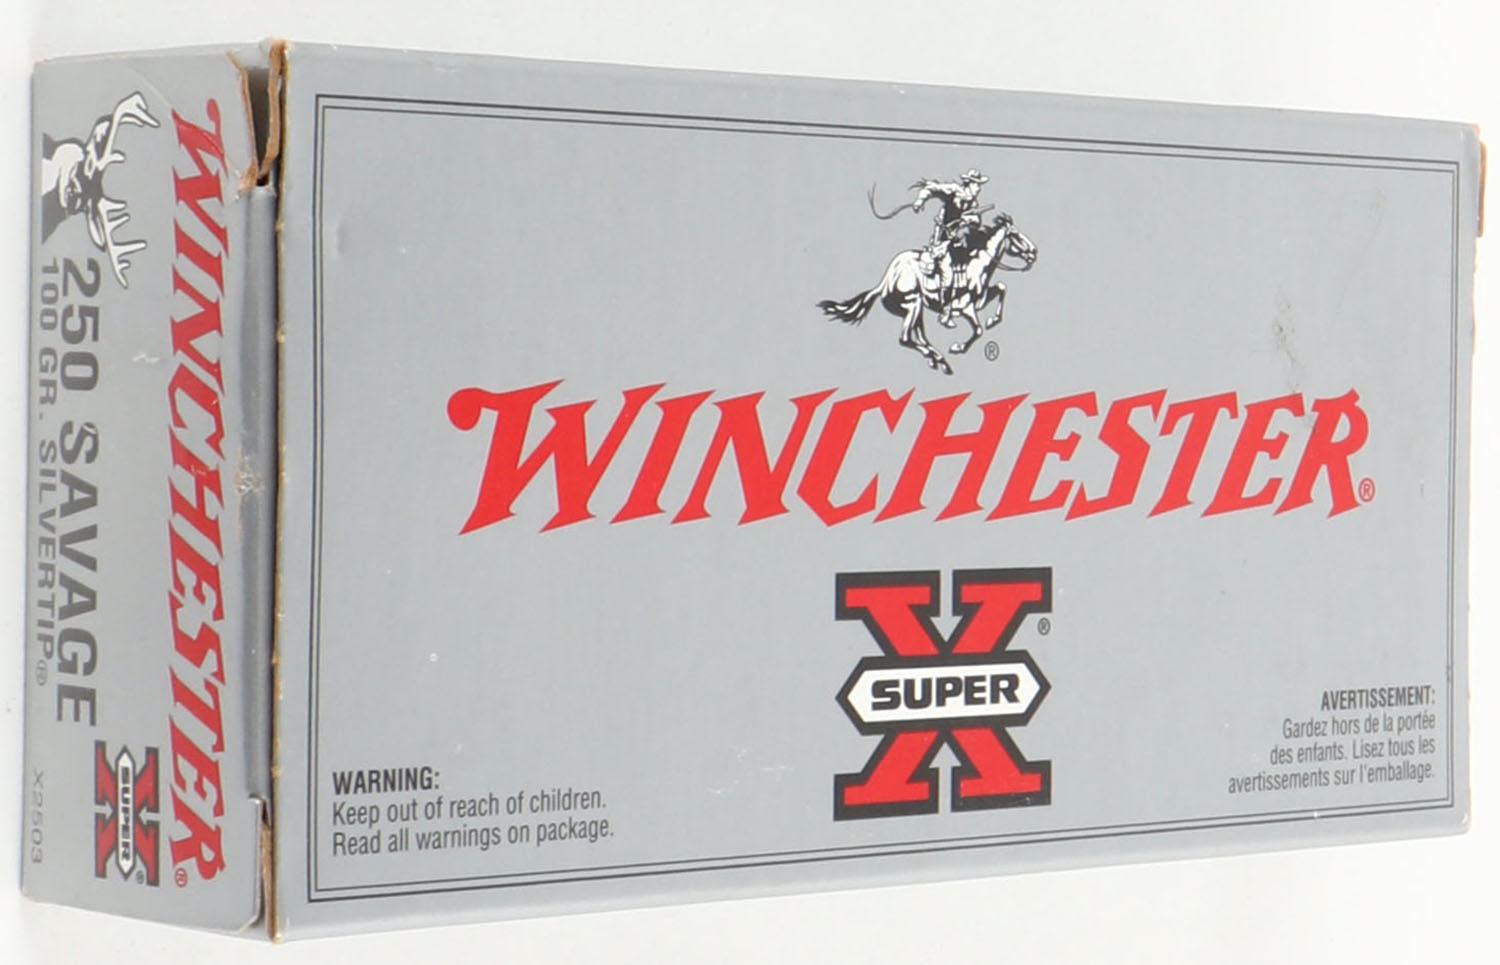 WINCHESTER®
250 SAVAGE
100 GR. SILVERTIP®
SUPER X®
X2503
®
WINCHESTER®
X®
SUPER
WARNING:
Keep out of reach of children.
Read all warnings on package.
AVERTISSEMENT:
Gardez hors de la portée
des enfants. Lisez tous les
avertissements sur l'emballage.